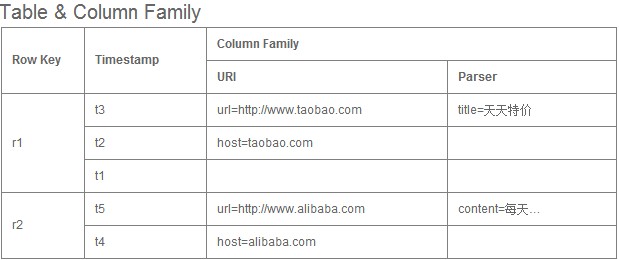 Table & Column Family
Row Key Timestamp Column Family
URI Parser
r1 t3 url=http://www.taobao.com title=天天特价
t2 host=taobao.com
t1
r2 t5 url=http://www.alibaba.com content=每天...
t4 host=alibaba.com